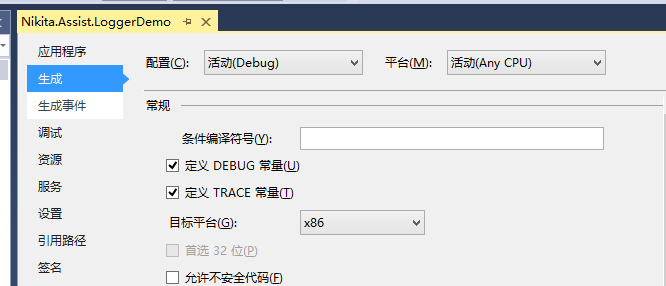 Nikita.Assist.LoggerDemo
应用程序
生成
生成事件
调试
资源
服务
设置
引用路径
签名
配置(C): 活动(Debug) 平台(M): 活动(Any CPU)
常规
条件编译符号(Y):
定义 DEBUG 常量(U)
定义 TRACE 常量(T)
目标平台(G): x86
首选 32 位(P)
允许不安全代码(F)